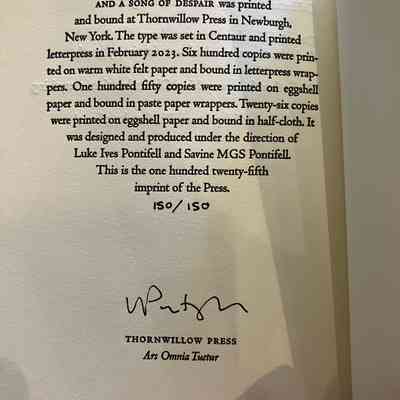 AND A SONG OF DESPAIR was printed
and bound at Thornwillow Press in Newburgh,
New York. The type was set in Centaur and printed
letterpress in February 2023. Six hundred copies were prin-
ted on warm white felt paper and bound in letterpress wrap-
pers. One hundred fifty copies were printed on eggshell
paper and bound in paste paper wrappers. Twenty-six copies
were printed on eggshell paper and bound in half-cloth. It
was designed and produced under the direction of
Luke Ives Pontifell and Savine MGS Pontifell.
This is the one hundred twenty-fifth
imprint of the Press.
150/150
THORNWILLOW PRESS
Ars Omnia Tuetur